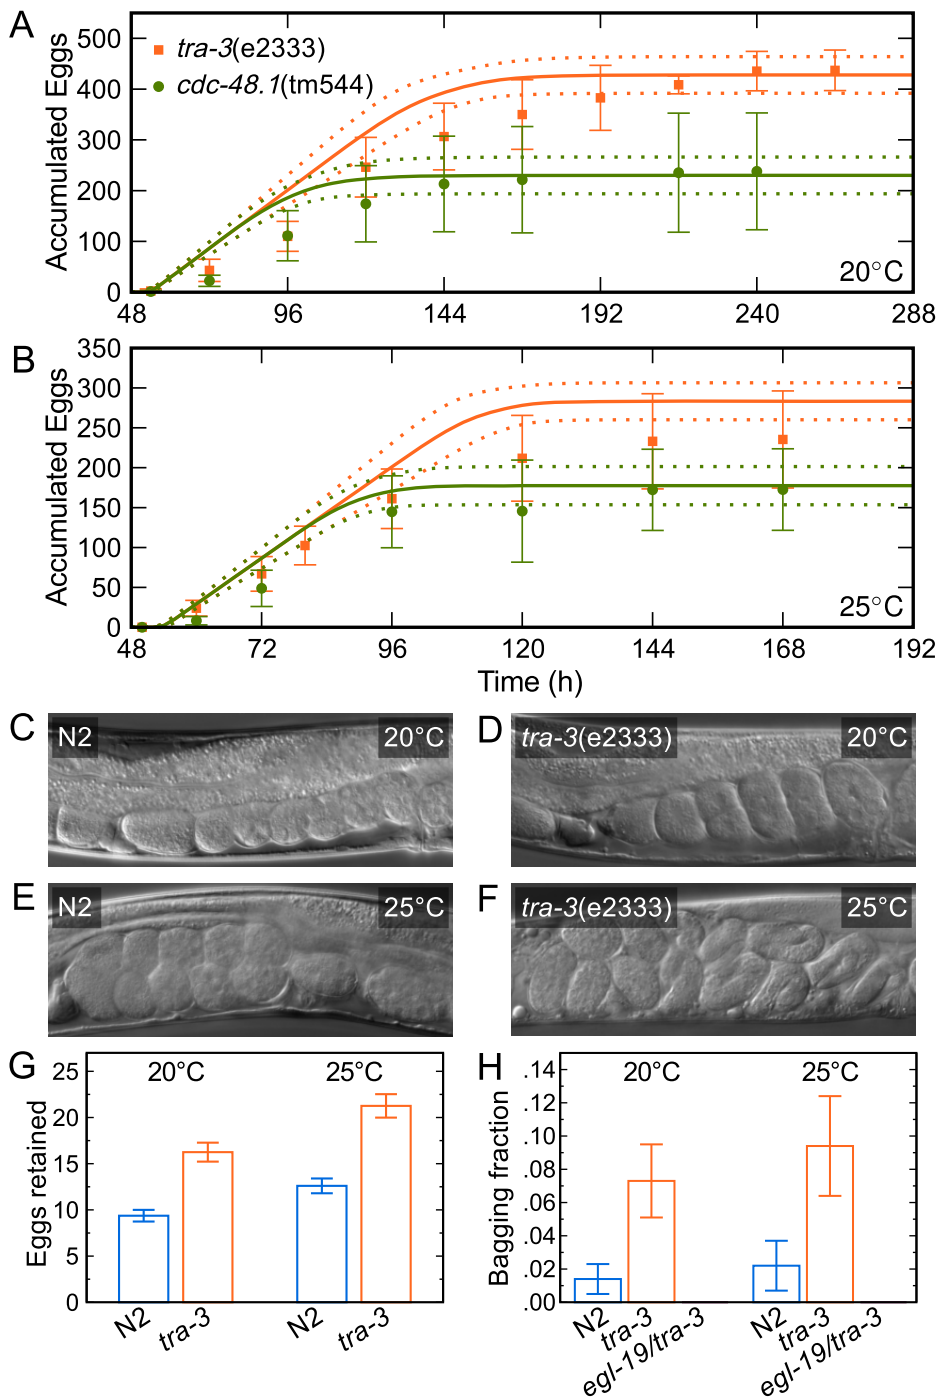 A
Accumulated Eggs
500
400
300
200
100
0
tra-3(e2333)
cdc-48.1(tm544)
20°C
48 96 144 192 240 288
B
Accumulated Eggs
350
300
250
200
150
100
50
0
25°C
48 72 96 120 144 168 192
Time (h)
C N2 20°C
D tra-3(e2333) 20°C
E N2 25°C
F tra-3(e2333) 25°C
G
Eggs retained
25
20
15
10
5
0
20°C 25°C
N2 tra-3 N2 tra-3
H
Bagging fraction
.14
.12
.10
.08
.06
.04
.02
.00
20°C 25°C
N2 tra-3 egl-19/tra-3 N2 tra-3 egl-19/tra-3